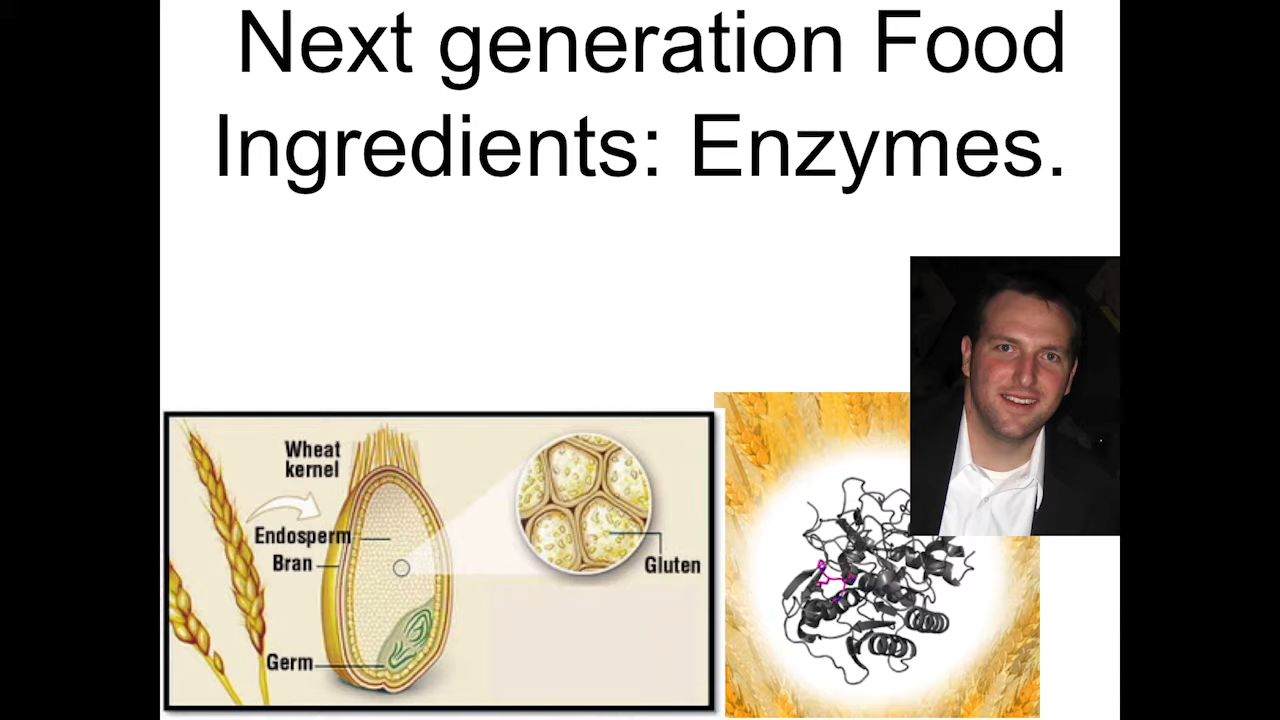 Next generation Food
Ingredients: Enzymes.
Wheat
kernel
Endosperm
Bran
Gluten
Germ